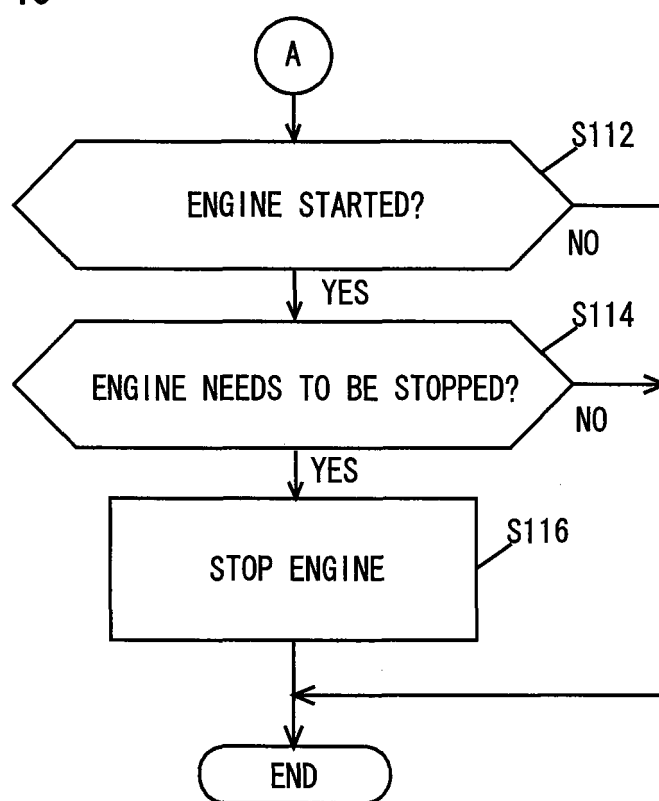 A
S112
ENGINE STARTED?
NO
YES
S114
ENGINE NEEDS TO BE STOPPED?
NO
YES
S116
STOP ENGINE
END